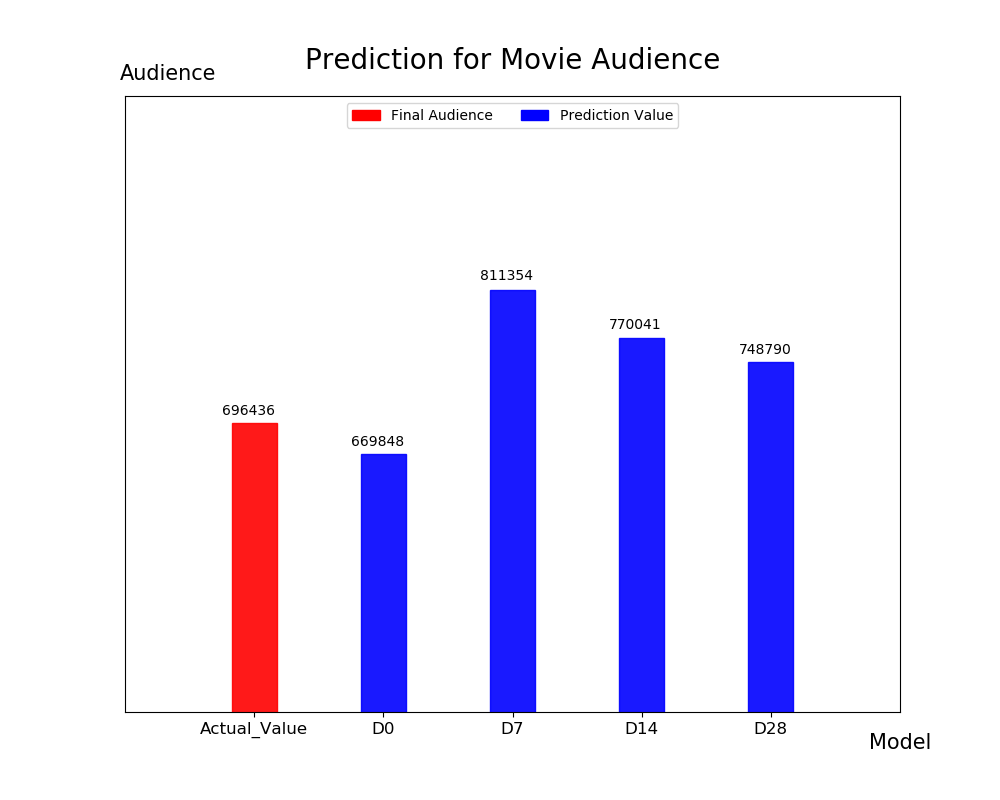 Prediction for Movie Audience
Audience
Final Audience Prediction Value
811354
770041
748790
696436
669848
Actual_Value D0 D7 D14 D28
Model